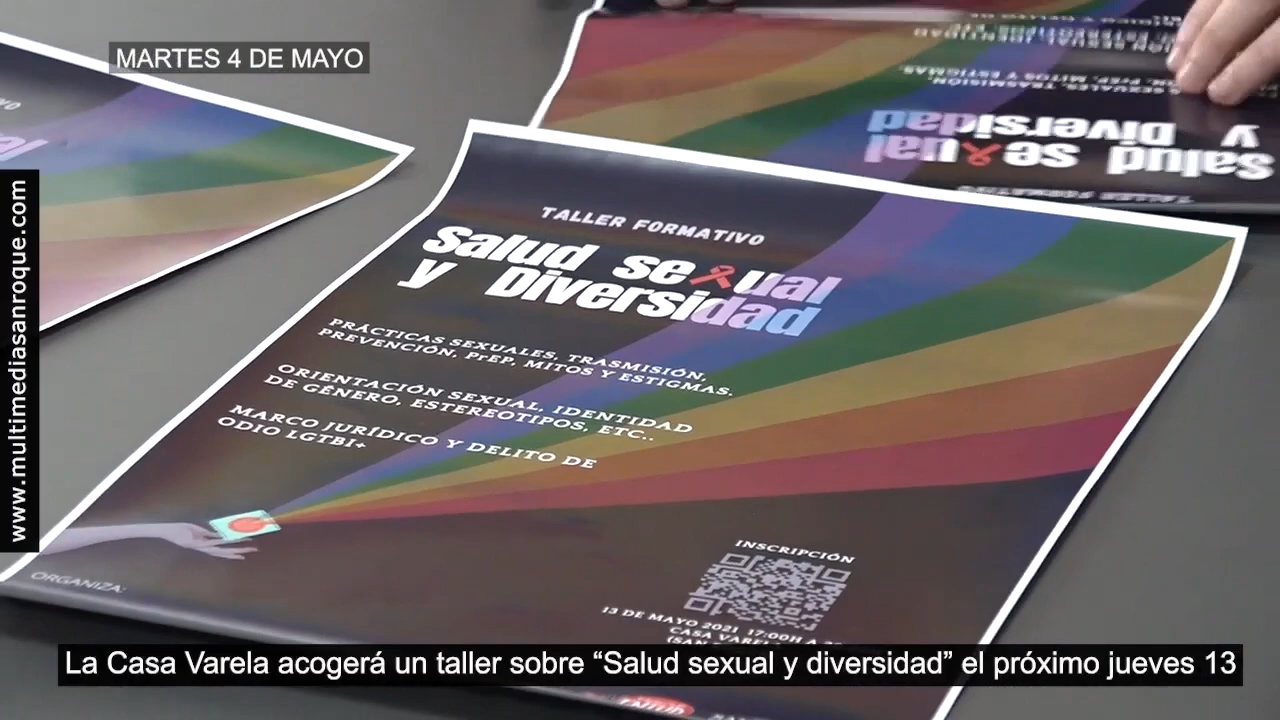 MARTES 4 DE MAYO
www.multimediasanroque.com
TALLER FORMATIVO
Salud sexual
y Diversidad
PRÁCTICAS SEXUALES, TRASMISIÓN,
PREVENCIÓN, PrEP, MITOS Y ESTIGMAS.
ORIENTACIÓN SEXUAL, IDENTIDAD
DE GÉNERO, ESTEREOTIPOS, ETC..
MARCO JURÍDICO Y DELITO DE
ODIO LGTBI+
INSCRIPCIÓN
13 DE MAYO 2021 17:00H A
CASA VARELA
ORGANIZA:
La Casa Varela acogerá un taller sobre “Salud sexual y diversidad” el próximo jueves 13
Salud sexual
y Diversidad
TALLER FORMATIVO